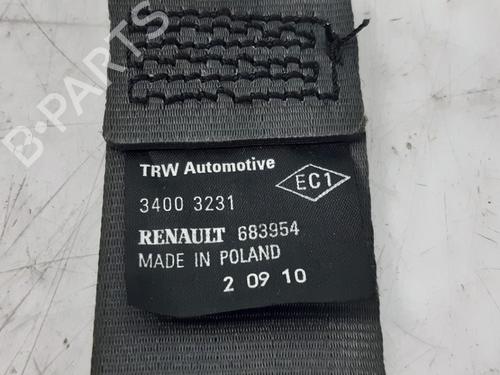 TRW Automotive
EC1
3400 3231
RENAULT 683954
MADE IN POLAND
2 09 10
B-PARTS